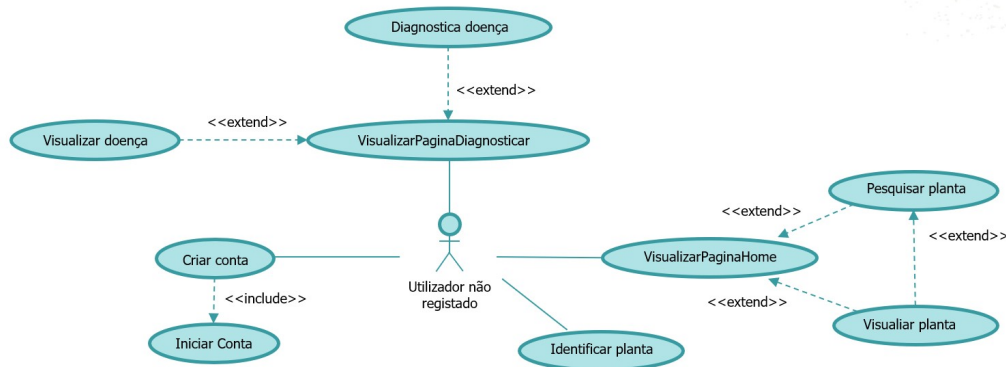 Diagnostica doença
<<extend>>
<<extend>>
Visualizar doença
VisualizarPaginaDiagnosticar
Pesquisar planta
<<extend>>
<<extend>>
Criar conta
VisualizarPaginaHome
Utilizador não
registado
<<include>>
<<extend>>
Visualiar planta
Iniciar Conta
Identificar planta